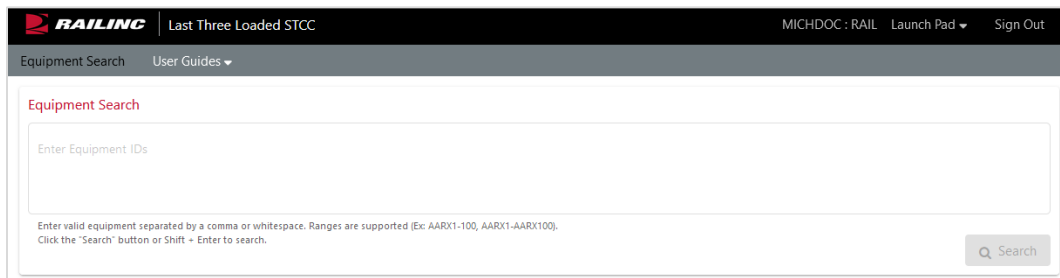 RAILINC Last Three Loaded STCC MICHDOC : RAIL Launch Pad Sign Out
Equipment Search User Guides
Equipment Search
Enter Equipment IDs
Enter valid equipment separated by a comma or whitespace. Ranges are supported (Ex: AARX1-100, AARX1-AARX100).
Click the "Search" button or Shift + Enter to search.
Search